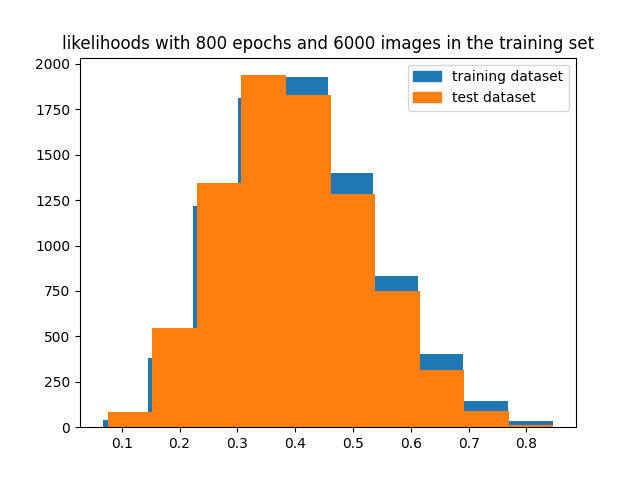 likelihoods with 800 epochs and 6000 images in the training set
training dataset
test dataset
2000
1750
1500
1250
1000
750
500
250
0
0.1 0.2 0.3 0.4 0.5 0.6 0.7 0.8